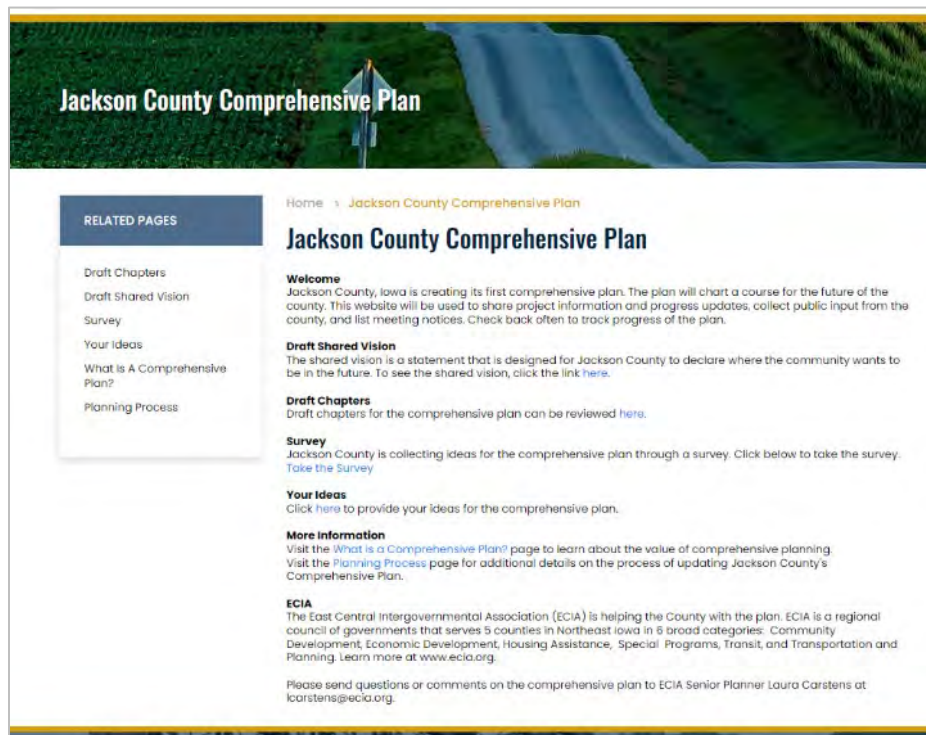 Jackson County Comprehensive Plan
RELATED PAGES
Draft Chapters
Draft Shared Vision
Survey
Your Ideas
What Is A Comprehensive
Plan?
Planning Process
Home › Jackson County Comprehensive Plan
Jackson County Comprehensive Plan
Welcome
Jackson County, Iowa is creating its first comprehensive plan. The plan will chart a course for the future of the
county. This website will be used to share project information and progress updates, collect public input from the
county, and list meeting notices. Check back often to track progress of the plan.
Draft Shared Vision
The shared vision is a statement that is designed for Jackson County to declare where the community wants to
be in the future. To see the shared vision, click the link here.
Draft Chapters
Draft chapters for the comprehensive plan can be reviewed here.
Survey
Jackson County is collecting ideas for the comprehensive plan through a survey. Click below to take the survey.
Take the Survey
Your Ideas
Click here to provide your ideas for the comprehensive plan.
More Information
Visit the What is a Comprehensive Plan? page to learn about the value of comprehensive planning.
Visit the Planning Process page for additional details on the process of updating Jackson County's
Comprehensive Plan.
ECIA
The East Central Intergovernmental Association (ECIA) is helping the County with the plan. ECIA is a regional
council of governments that serves 5 counties in Northeast Iowa in 6 broad categories: Community
Development, Economic Development, Housing Assistance, Special Programs, Transit, and Transportation and
Planning. Learn more at www.ecia.org.
Please send questions or comments on the comprehensive plan to ECIA Senior Planner Laura Carstens at
lcarstens@ecia.org.